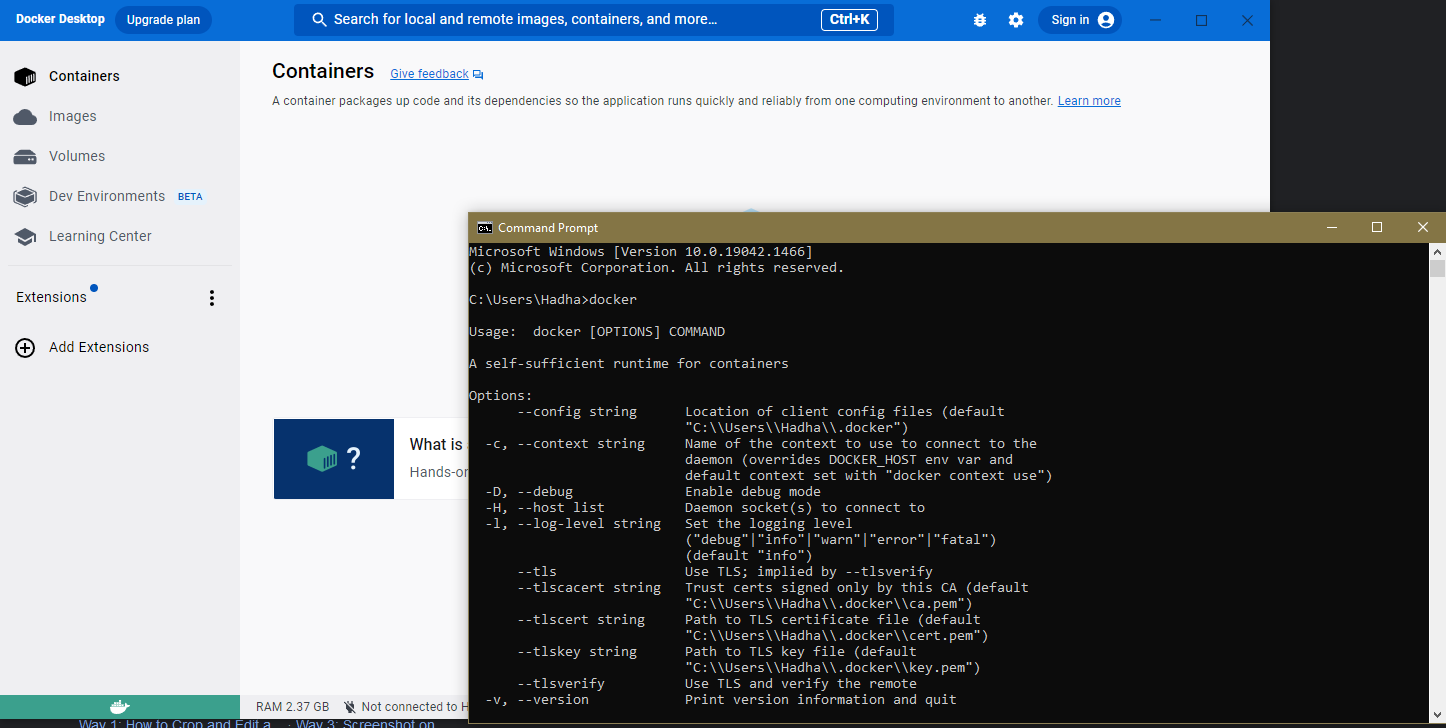 Docker Desktop Upgrade plan Search for local and remote images, containers, and more... Ctrl+K Sign in
Containers
Images
Volumes
Dev Environments BETA
Learning Center
Extensions
Add Extensions
Containers Give feedback
A container packages up code and its dependencies so the application runs quickly and reliably from one computing environment to another. Learn more
?
What is
Hands-on
RAM 2.37 GB Not connected to
Command Prompt
Microsoft Windows [Version 10.0.19042.1466]
(c) Microsoft Corporation. All rights reserved.
C:\Users\Hadha>docker
Usage:  docker [OPTIONS] COMMAND
A self-sufficient runtime for containers
Options:
      --config string      Location of client config files (default
                           "C:\\Users\\Hadha\\.docker")
  -c, --context string     Name of the context to use to connect to the
                           daemon (overrides DOCKER_HOST env var and
                           default context set with "docker context use")
  -D, --debug              Enable debug mode
  -H, --host list          Daemon socket(s) to connect to
  -l, --log-level string   Set the logging level
                           ("debug"|"info"|"warn"|"error"|"fatal")
                           (default "info")
      --tls                Use TLS; implied by --tlsverify
      --tlscacert string   Trust certs signed only by this CA (default
                           "C:\\Users\\Hadha\\.docker\\ca.pem")
      --tlscert string     Path to TLS certificate file (default
                           "C:\\Users\\Hadha\\.docker\\cert.pem")
      --tlskey string      Path to TLS key file (default
                           "C:\\Users\\Hadha\\.docker\\key.pem")
      --tlsverify          Use TLS and verify the remote
  -v, --version            Print version information and quit
Way 1: How to Crop and Edit a · Way 3: Screenshot on